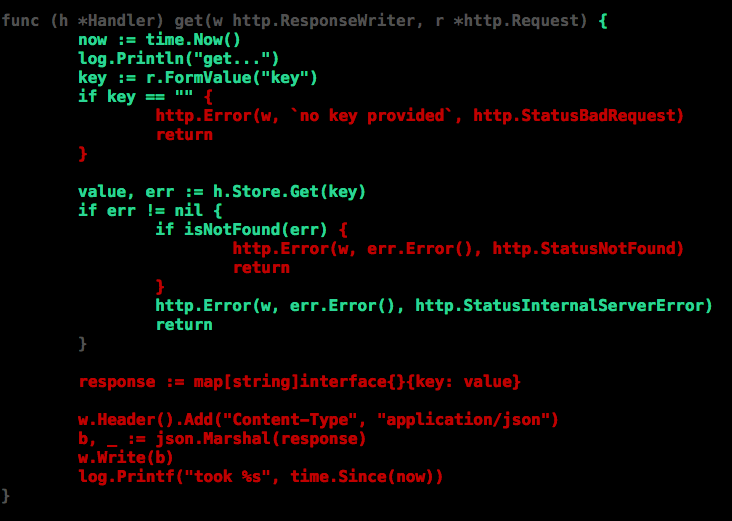 func (h *Handler) get(w http.ResponseWriter, r *http.Request) {
now := time.Now()
log.Println("get...")
key := r.FormValue("key")
if key == "" {
http.Error(w, `no key provided`, http.StatusBadRequest)
return
}
value, err := h.Store.Get(key)
if err != nil {
if isNotFound(err) {
http.Error(w, err.Error(), http.StatusNotFound)
return
}
http.Error(w, err.Error(), http.StatusInternalServerError)
return
}
response := map[string]interface{}{key: value}
w.Header().Add("Content-Type", "application/json")
b, _ := json.Marshal(response)
w.Write(b)
log.Printf("took %s", time.Since(now))
}